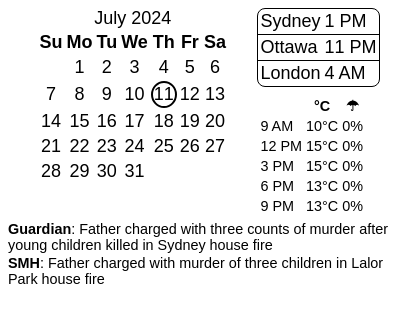 July 2024
Su Mo Tu We Th Fr Sa
1 2 3 4 5 6
7 8 9 10 11 12 13
14 15 16 17 18 19 20
21 22 23 24 25 26 27
28 29 30 31
Sydney 1 PM
Ottawa 11 PM
London 4 AM
°C ☂
9 AM 10°C 0%
12 PM 15°C 0%
3 PM 15°C 0%
6 PM 13°C 0%
9 PM 13°C 0%
Guardian: Father charged with three counts of murder after
young children killed in Sydney house fire
SMH: Father charged with murder of three children in Lalor
Park house fire